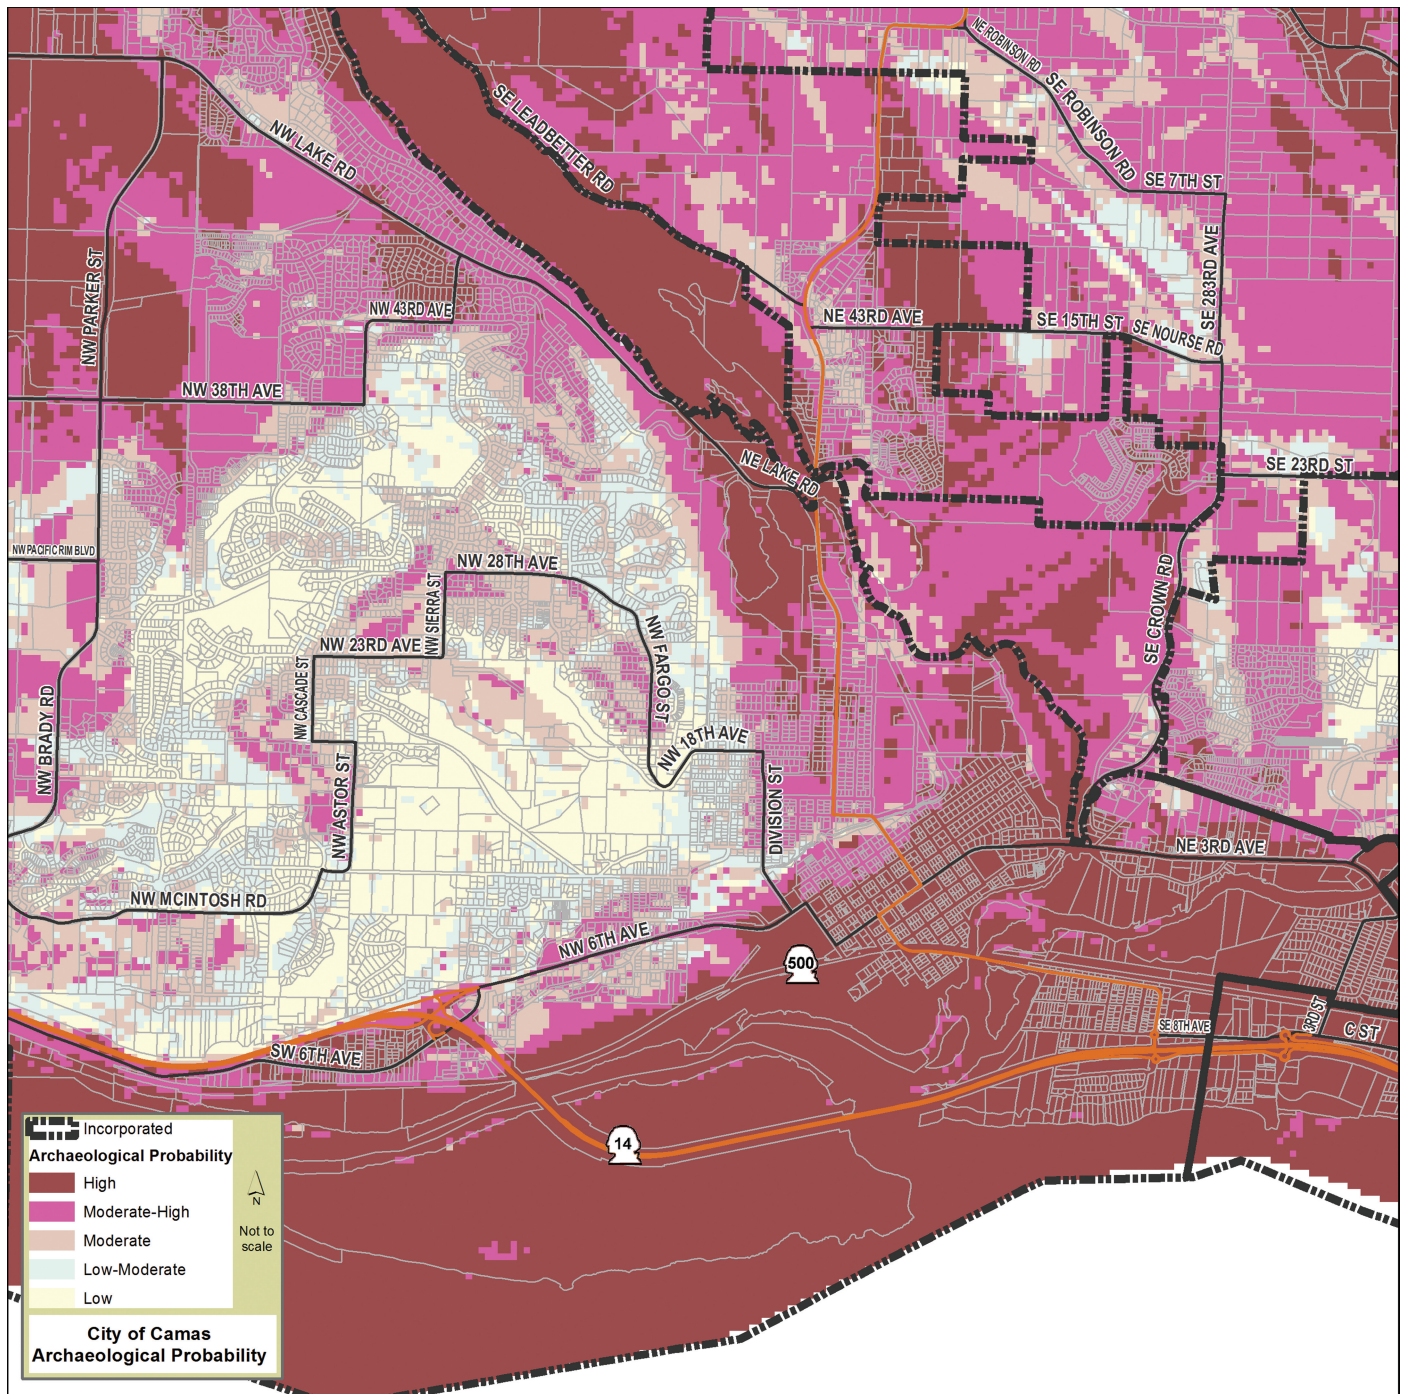 NE ROBINSON RD
SE ROBINSON RD
SE LEADBETTER RD
NW LAKE RD
SE 7TH ST
SE 283RD AVE
NW PARKER ST
NW 43RD AVE
NE 43RD AVE
SE 15TH ST
SE NOURSE RD
NW 38TH AVE
NE LAKE RD
SE 23RD ST
NW PACIFIC RIM BLVD
NW 28TH AVE
NW SIERRA ST
SE CROWN RD
NW 23RD AVE
NW FARGO ST
NW CASCADE ST
NW BRADY RD
NW 18TH AVE
NW ASTOR ST
DIVISION ST
NE 3RD AVE
NW MCINTOSH RD
NW 6TH AVE
500
3RD ST
SE 8TH AVE
C ST
SW 6TH AVE
14
Incorporated
Archaeological Probability
High
Moderate-High
Moderate
Low-Moderate
Low
N
Not to
scale
City of Camas
Archaeological Probability